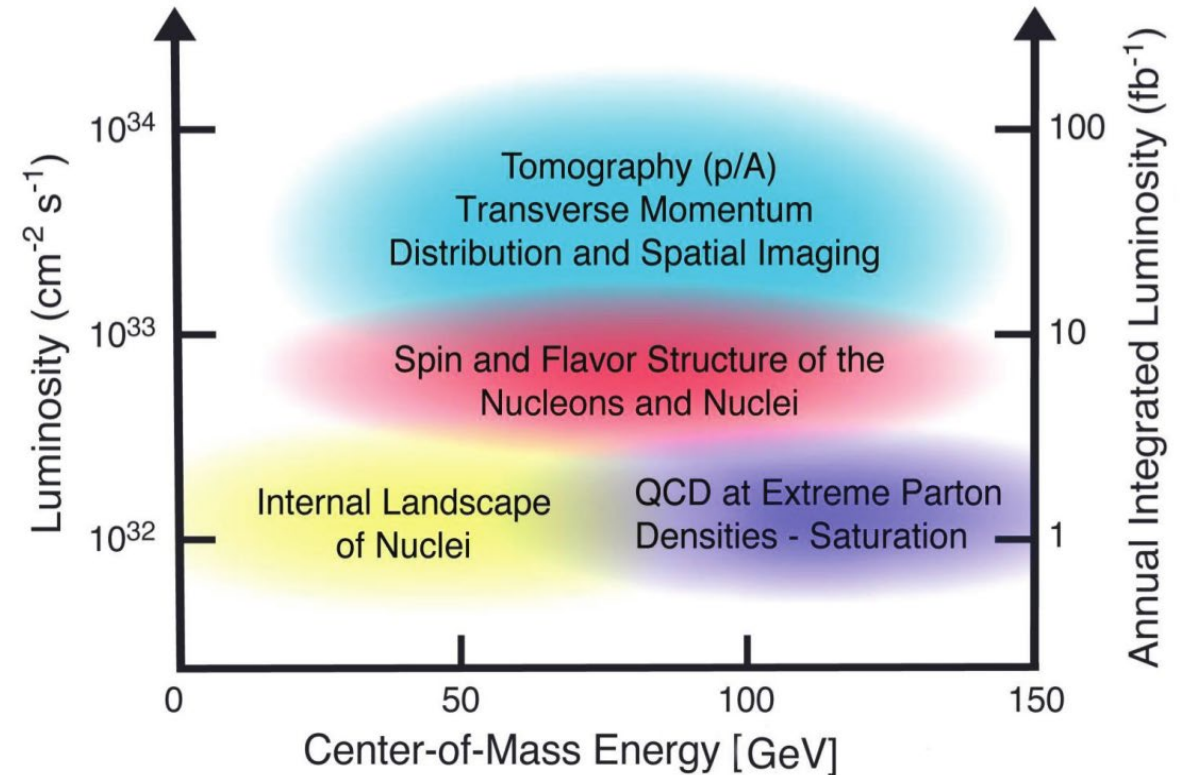 Luminosity (cm⁻² s⁻¹)
10³⁴
10³³
10³²
Tomography (p/A)
Transverse Momentum
Distribution and Spatial Imaging
Spin and Flavor Structure of the
Nucleons and Nuclei
Internal Landscape
of Nuclei
QCD at Extreme Parton
Densities - Saturation
100
10
1
Annual Integrated Luminosity (fb⁻¹)
0
50
100
150
Center-of-Mass Energy [GeV]